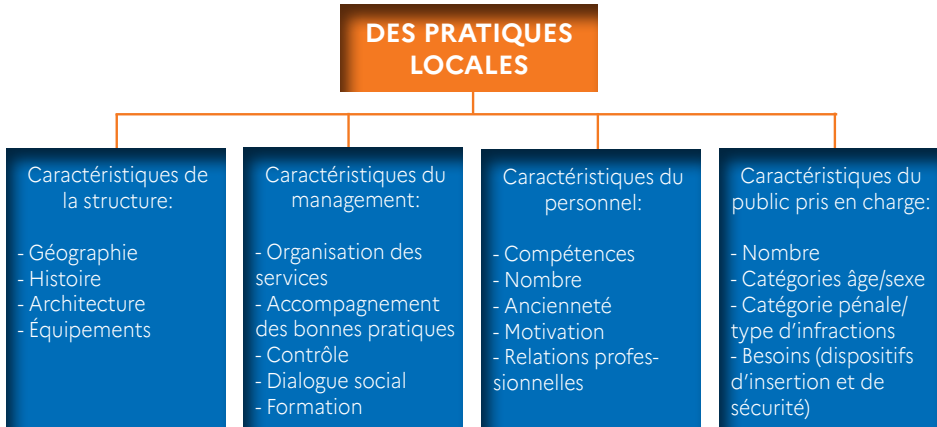 DES PRATIQUES
LOCALES
Caractéristiques de
la structure:
- Géographie
- Histoire
- Architecture
- Équipements
Caractéristiques du
management:
- Organisation des
services
- Accompagnement
des bonnes pratiques
- Contrôle
- Dialogue social
- Formation
Caractéristiques du
personnel:
- Compétences
- Nombre
- Ancienneté
- Motivation
- Relations profes-
sionnelles
Caractéristiques du
public pris en charge:
- Nombre
- Catégories âge/sexe
- Catégorie pénale/
type d’infractions
- Besoins (dispositifs
d’insertion et de
sécurité)